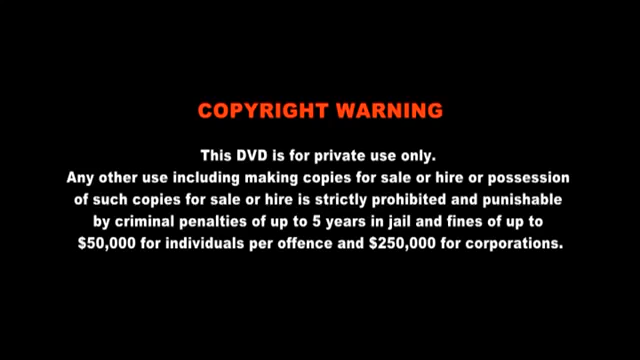 COPYRIGHT WARNING
This DVD is for private use only.
Any other use including making copies for sale or hire or possession
of such copies for sale or hire is strictly prohibited and punishable
by criminal penalties of up to 5 years in jail and fines of up to
$50,000 for individuals per offence and $250,000 for corporations.